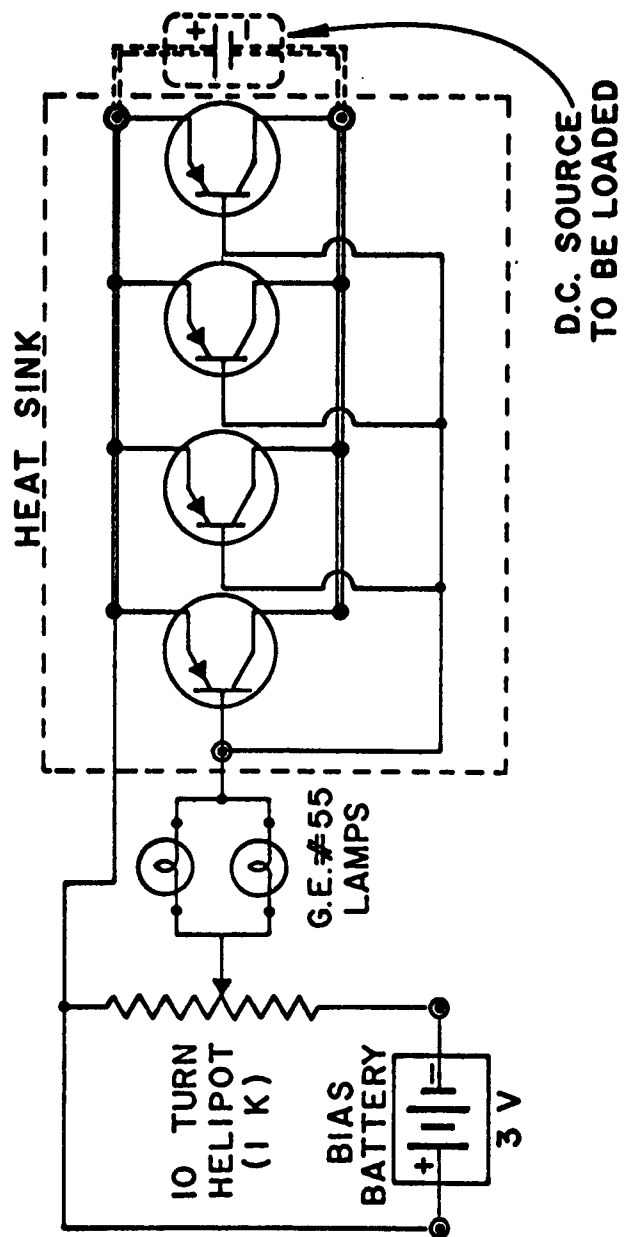 HEAT SINK
D.C. SOURCE
TO BE LOADED
G.E.#55
LAMPS
10 TURN
HELIPOT
(1 K)
BIAS
BATTERY
+
−
3 V
+
−